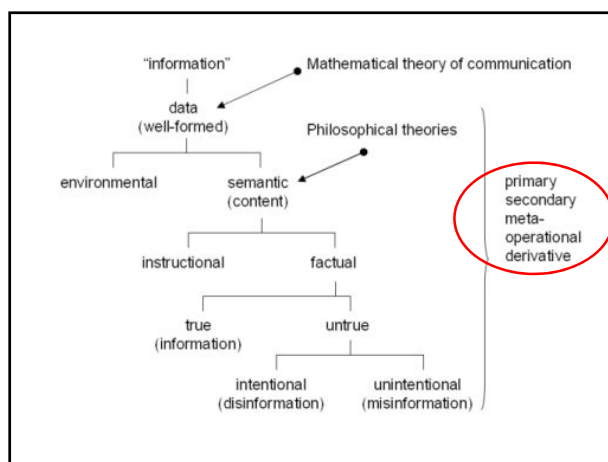 “information”
Mathematical theory of communication
data
(well-formed)
Philosophical theories
environmental
semantic
(content)
primary
secondary
meta-
operational
derivative
instructional
factual
true
(information)
untrue
intentional
(disinformation)
unintentional
(misinformation)